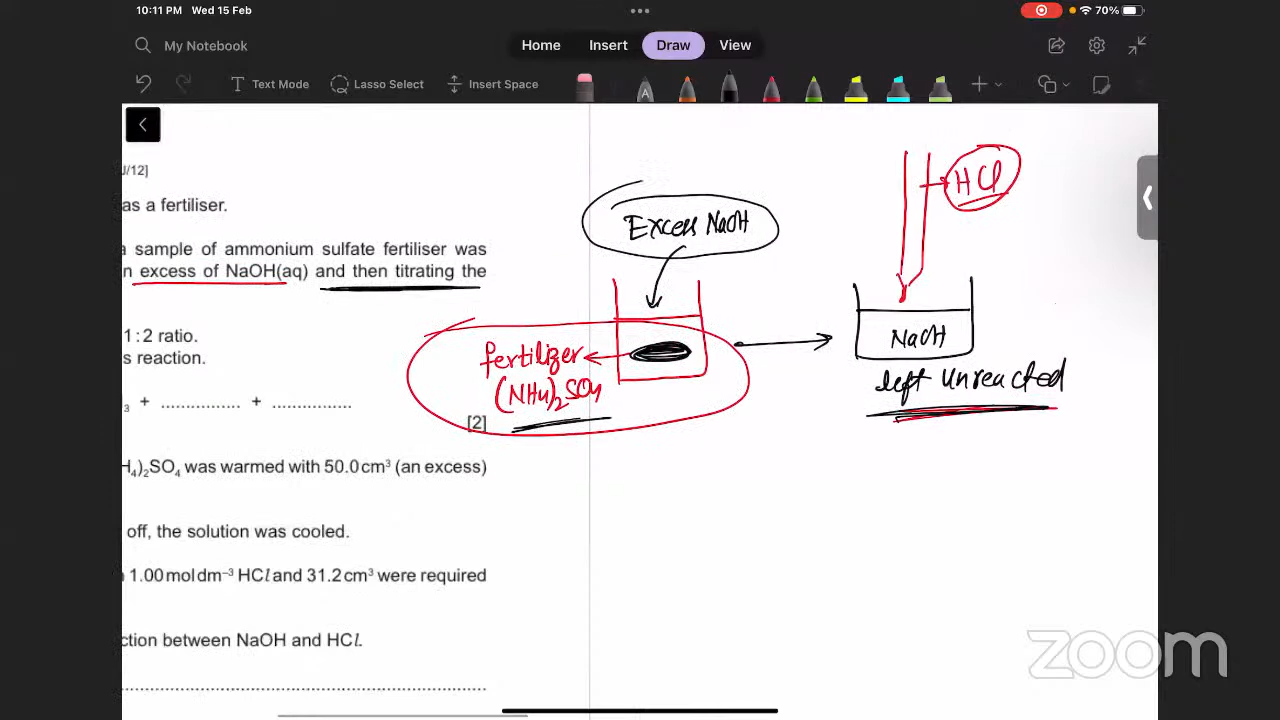 10:11 PM Wed 15 Feb
70%
My Notebook
Home Insert Draw View
Text Mode Lasso Select Insert Space
A
J/12]
as a fertiliser.
a sample of ammonium sulfate fertiliser was
n excess of NaOH(aq) and then titrating the
1 : 2 ratio.
s reaction.
3 + ................ + ................
[2]
H₄)₂SO₄ was warmed with 50.0 cm³ (an excess)
off, the solution was cooled.
1.00 mol dm⁻³ HCl and 31.2 cm³ were required
ction between NaOH and HCl.
Excess NaOH
fertilizer
(NH4)2SO4
HCl
NaOH
left unreacted
zoom